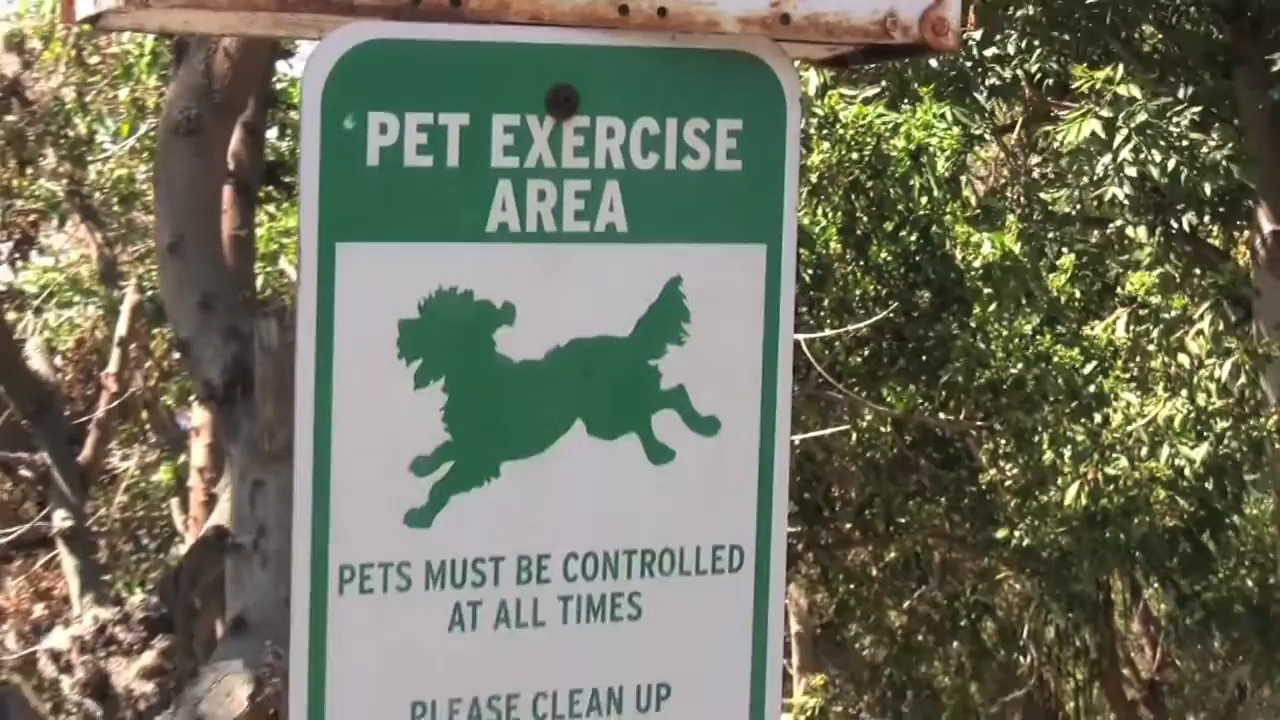 PET EXERCISE
AREA
PETS MUST BE CONTROLLED
AT ALL TIMES
PLEASE CLEAN UP